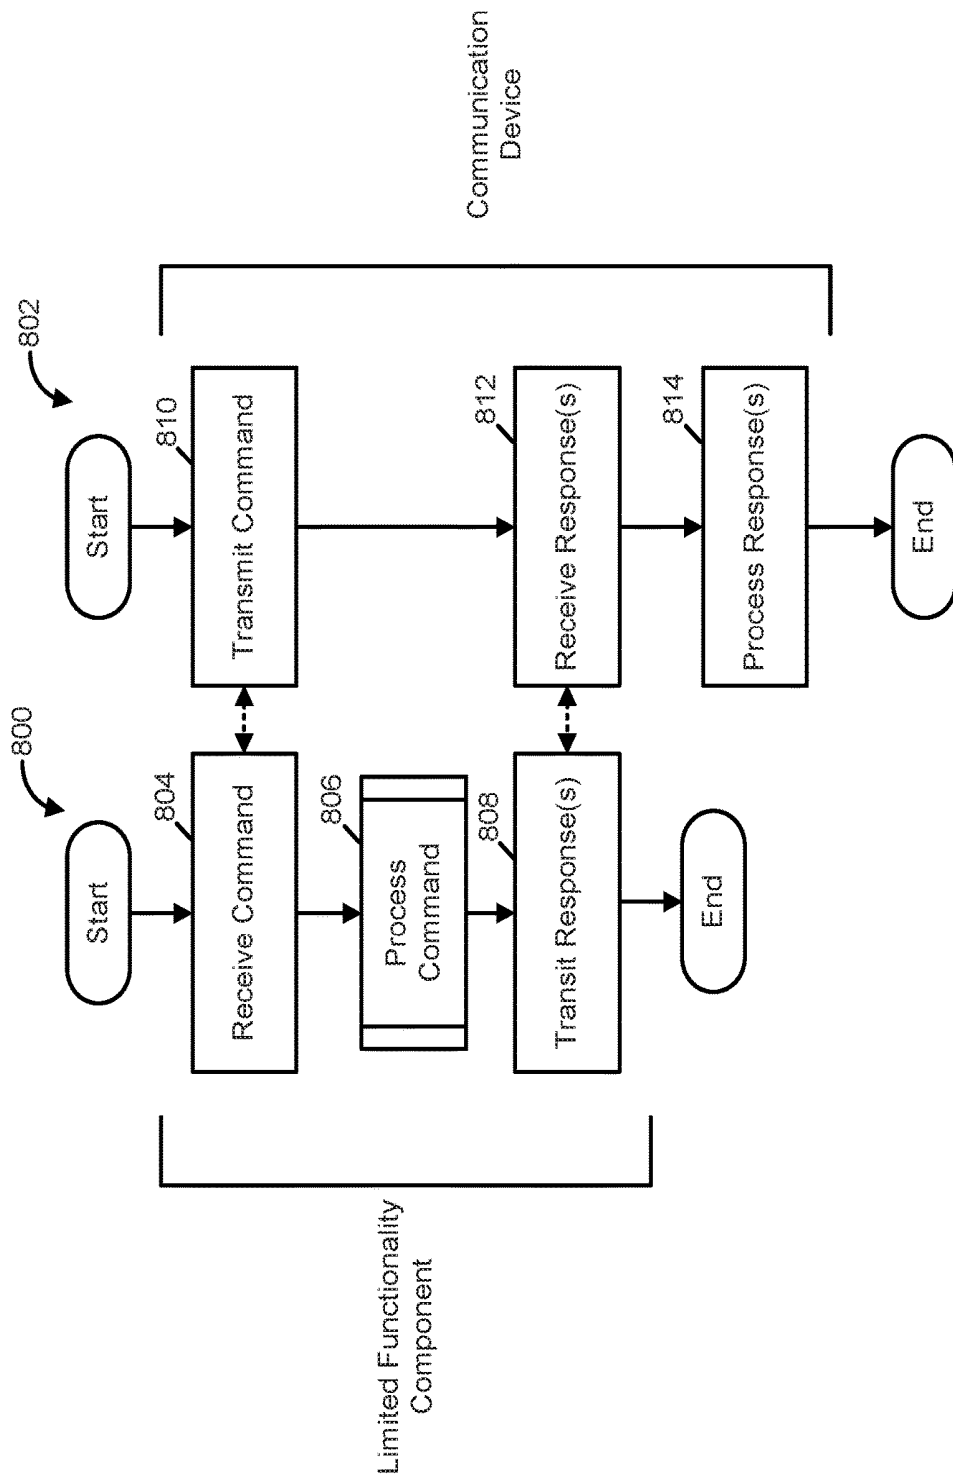 800
802
Start
Start
804
810
Receive Command
Transmit Command
806
Process
Command
808
812
Transit Response(s)
Receive Response(s)
814
Process Response(s)
End
End
Limited Functionality
Component
Communication
Device